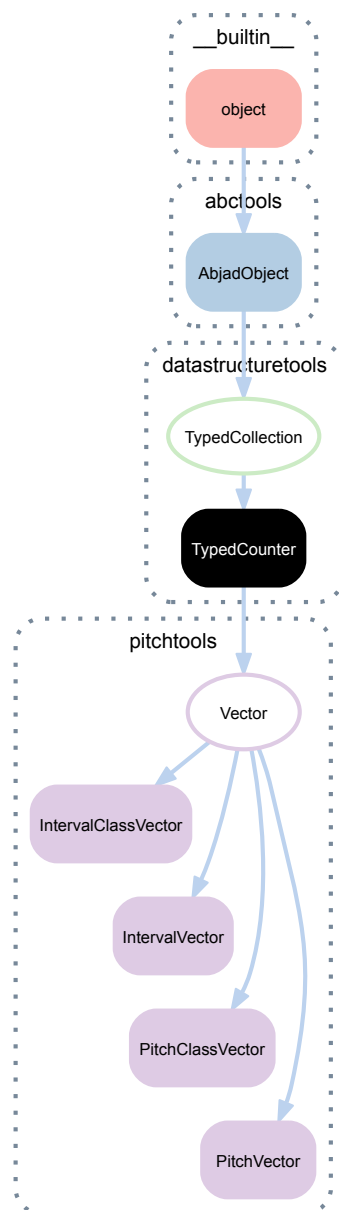 __builtin__
object
abctools
AbjadObject
datastructuretools
TypedCollection
TypedCounter
pitchtools
Vector
IntervalClassVector
IntervalVector
PitchClassVector
PitchVector